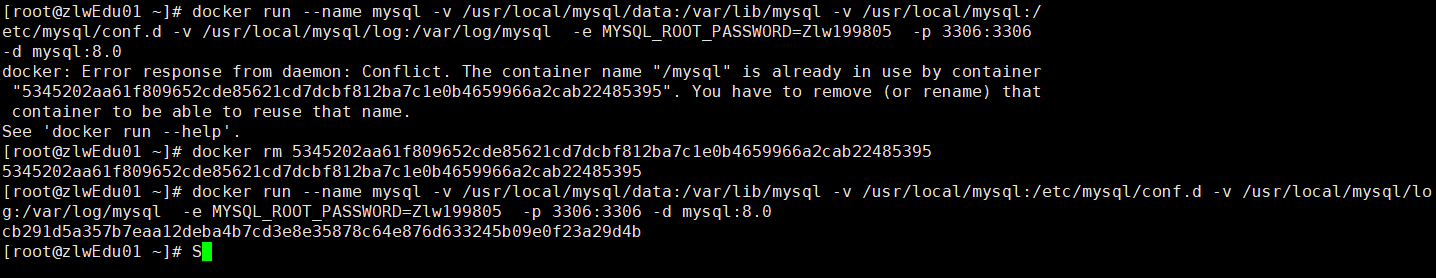 [root@zlwEdu01 ~]# docker run --name mysql -v /usr/local/mysql/data:/var/lib/mysql -v /usr/local/mysql:/
etc/mysql/conf.d -v /usr/local/mysql/log:/var/log/mysql  -e MYSQL_ROOT_PASSWORD=Zlw199805  -p 3306:3306
-d mysql:8.0
docker: Error response from daemon: Conflict. The container name "/mysql" is already in use by container
 "5345202aa61f809652cde85621cd7dcbf812ba7c1e0b4659966a2cab22485395". You have to remove (or rename) that
 container to be able to reuse that name.
See 'docker run --help'.
[root@zlwEdu01 ~]# docker rm 5345202aa61f809652cde85621cd7dcbf812ba7c1e0b4659966a2cab22485395
5345202aa61f809652cde85621cd7dcbf812ba7c1e0b4659966a2cab22485395
[root@zlwEdu01 ~]# docker run --name mysql -v /usr/local/mysql/data:/var/lib/mysql -v /usr/local/mysql:/etc/mysql/conf.d -v /usr/local/mysql/lo
g:/var/log/mysql  -e MYSQL_ROOT_PASSWORD=Zlw199805  -p 3306:3306 -d mysql:8.0
cb291d5a357b7eaa12deba4b7cd3e8e35878c64e876d633245b09e0f23a29d4b
[root@zlwEdu01 ~]# S